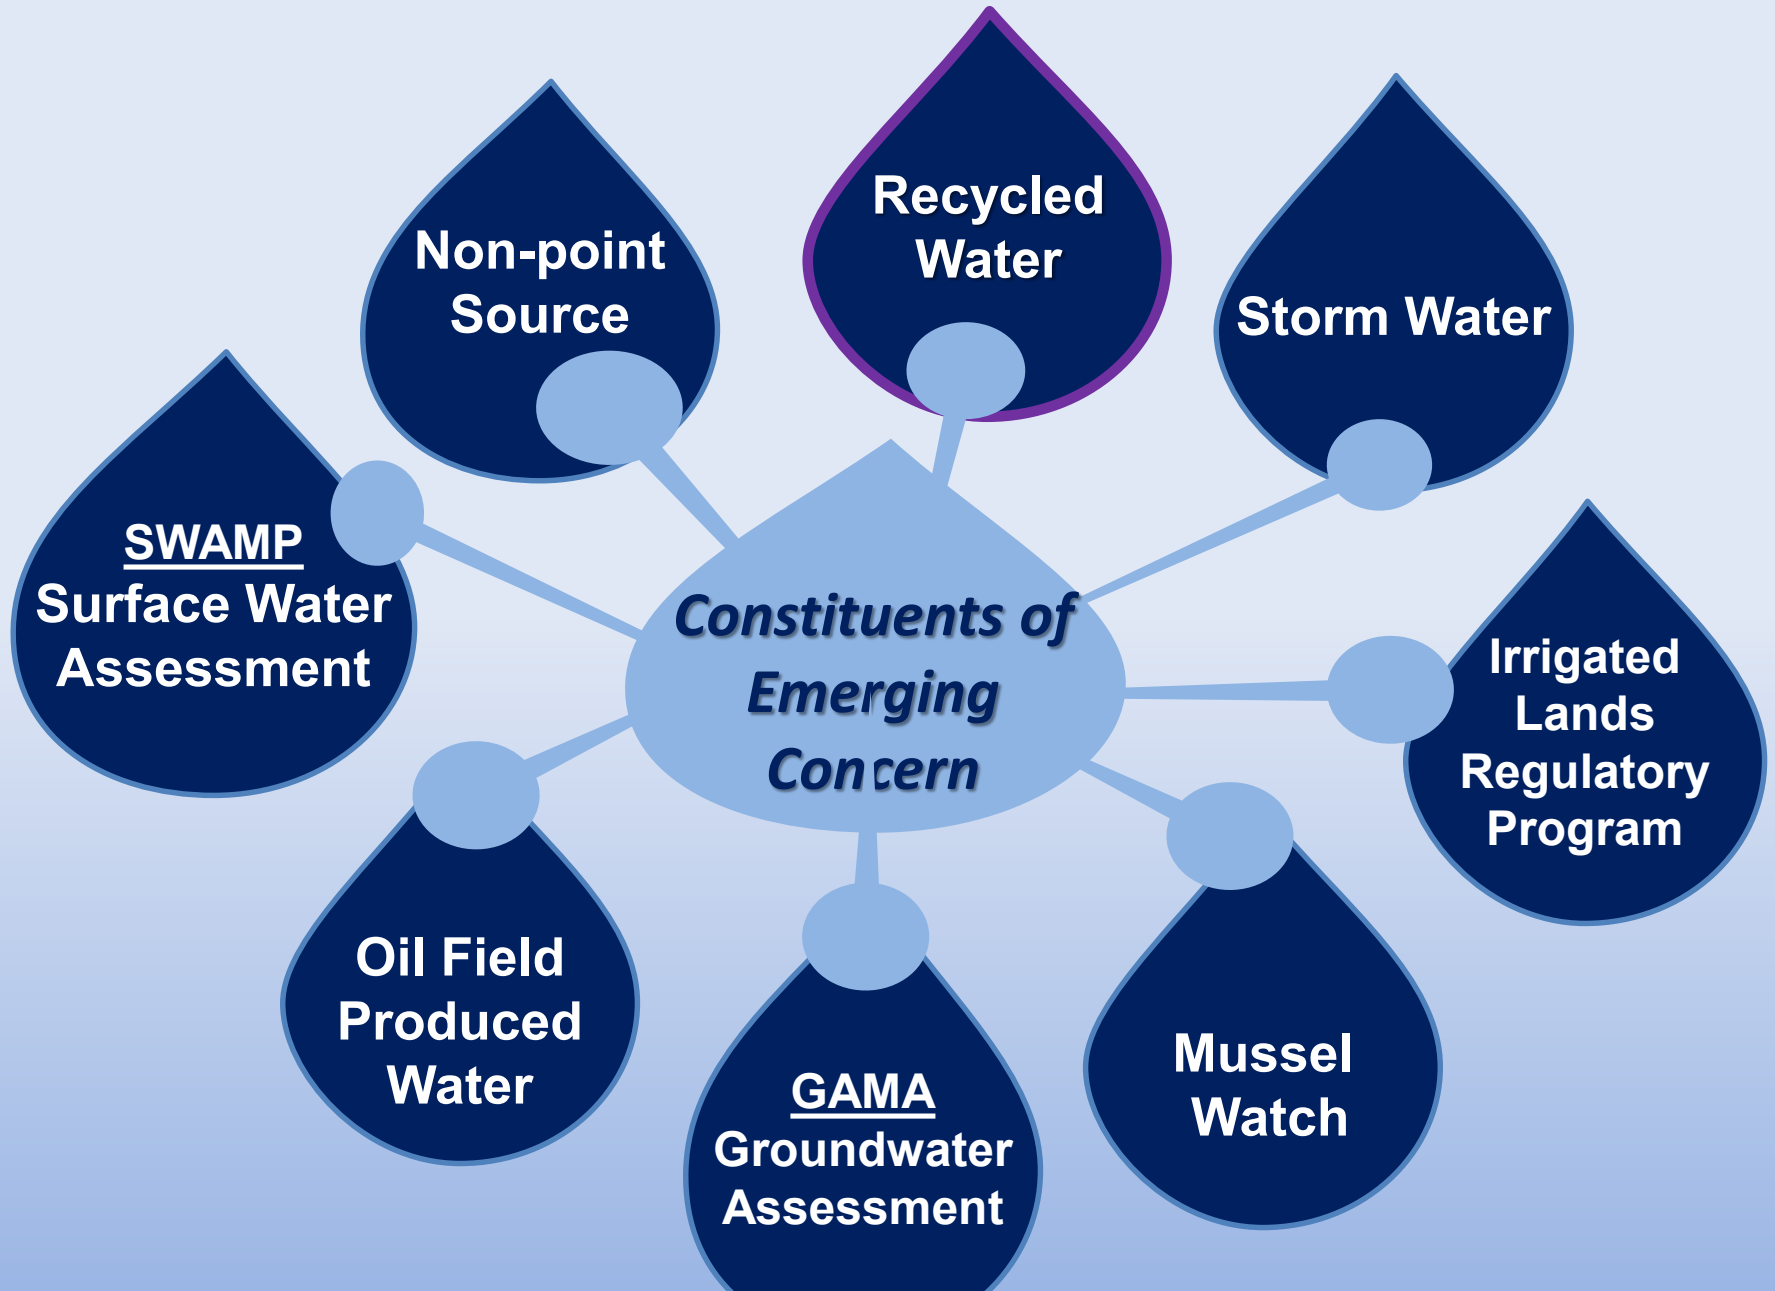 Recycled
Water
Non-point
Source
Storm Water
SWAMP
Surface Water
Assessment
Constituents of
Emerging
Concern
Irrigated
Lands
Regulatory
Program
Oil Field
Produced
Water
GAMA
Groundwater
Assessment
Mussel
Watch